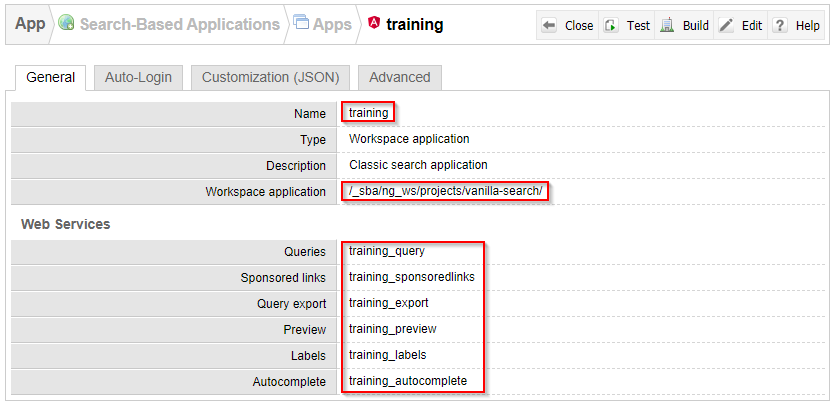 App Search-Based Applications Apps training Close Test Build Edit Help
General Auto-Login Customization (JSON) Advanced
Name training
Type Workspace application
Description Classic search application
Workspace application /_sba/ng_ws/projects/vanilla-search/
Web Services
Queries training_query
Sponsored links training_sponsoredlinks
Query export training_export
Preview training_preview
Labels training_labels
Autocomplete training_autocomplete